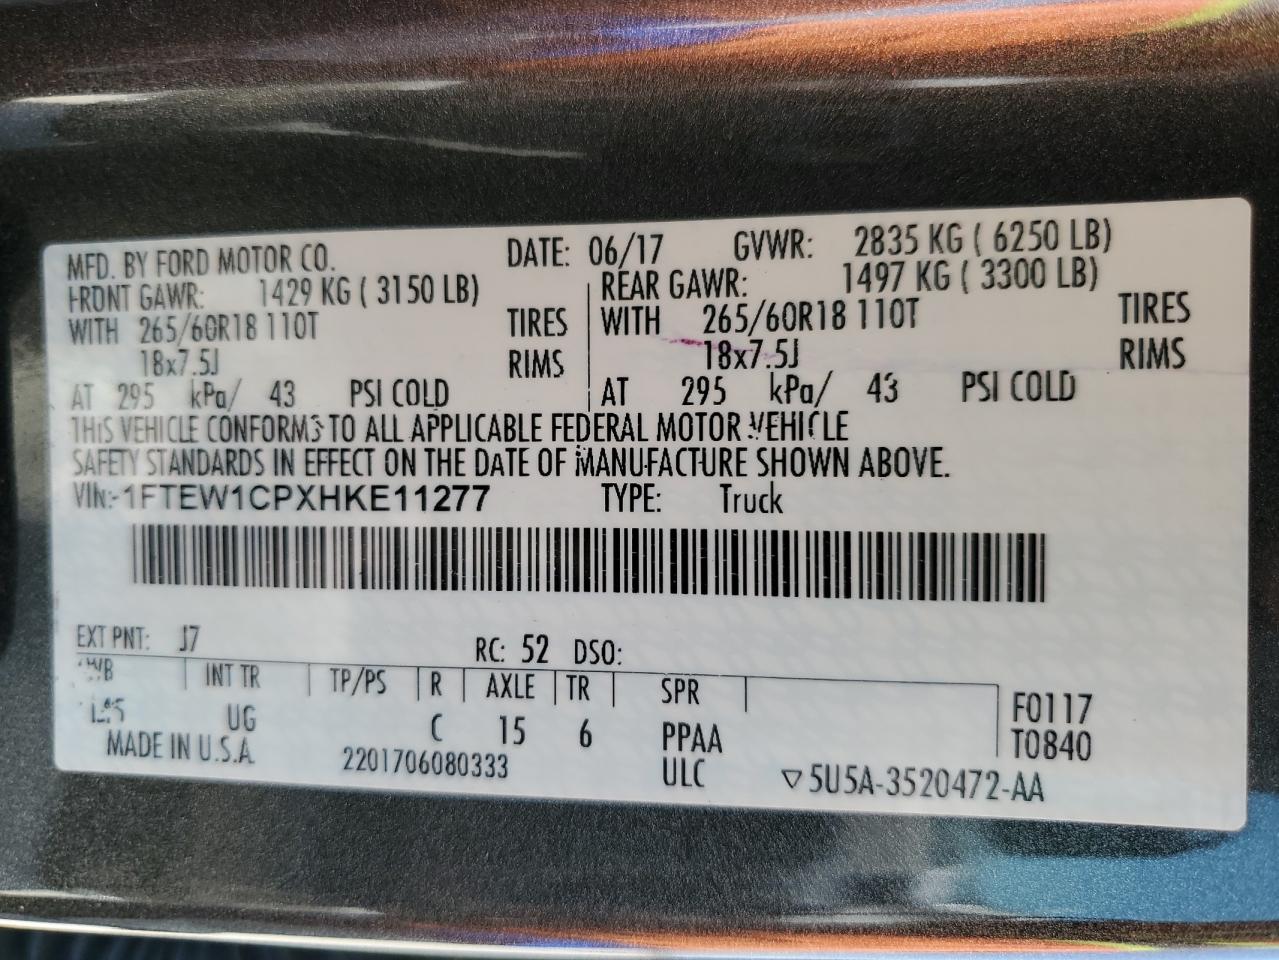 MFD. BY FORD MOTOR CO. DATE: 06/17 GVWR: 2835 KG ( 6250 LB)
FRONT GAWR: 1429 KG ( 3150 LB) REAR GAWR: 1497 KG ( 3300 LB)
WITH 265/60R18 110T TIRES WITH 265/60R18 110T TIRES
18x7.5J RIMS 18x7.5J RIMS
AT 295 kPa/ 43 PSI COLD AT 295 kPa/ 43 PSI COLD
THIS VEHICLE CONFORMS TO ALL APPLICABLE FEDERAL MOTOR VEHICLE
SAFETY STANDARDS IN EFFECT ON THE DATE OF MANUFACTURE SHOWN ABOVE.
VIN: 1FTEW1CPXHKE11277 TYPE: Truck
EXT PNT: J7 RC: 52 DSO:
WB INT TR TP/PS R AXLE TR SPR F0117
UG C 15 6 PPAA T0840
MADE IN U.S.A. 2201706080333 ULC ▽5U5A-3520472-AA